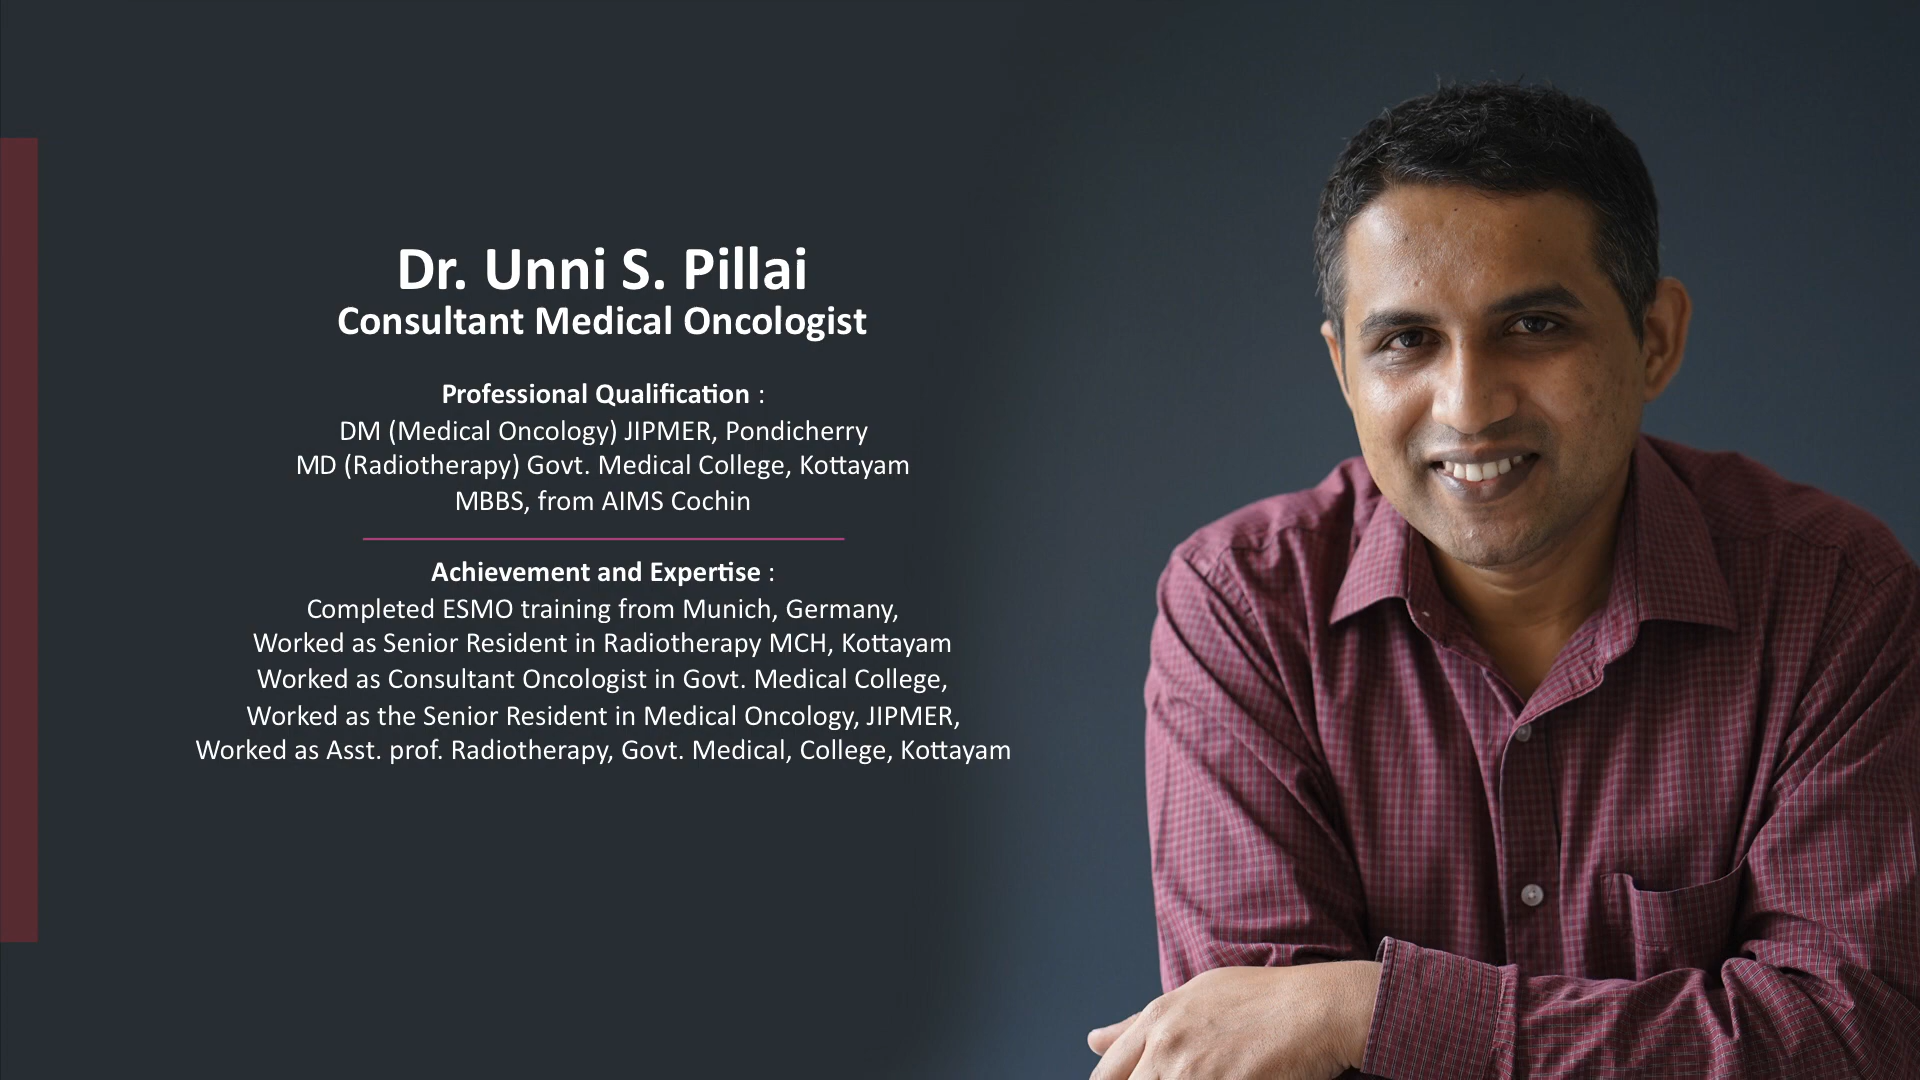 Dr. Unni S. Pillai
Consultant Medical Oncologist
Professional Qualification :
DM (Medical Oncology) JIPMER, Pondicherry
MD (Radiotherapy) Govt. Medical College, Kottayam
MBBS, from AIMS Cochin
Achievement and Expertise :
Completed ESMO training from Munich, Germany,
Worked as Senior Resident in Radiotherapy MCH, Kottayam
Worked as Consultant Oncologist in Govt. Medical College,
Worked as the Senior Resident in Medical Oncology, JIPMER,
Worked as Asst. prof. Radiotherapy, Govt. Medical, College, Kottayam